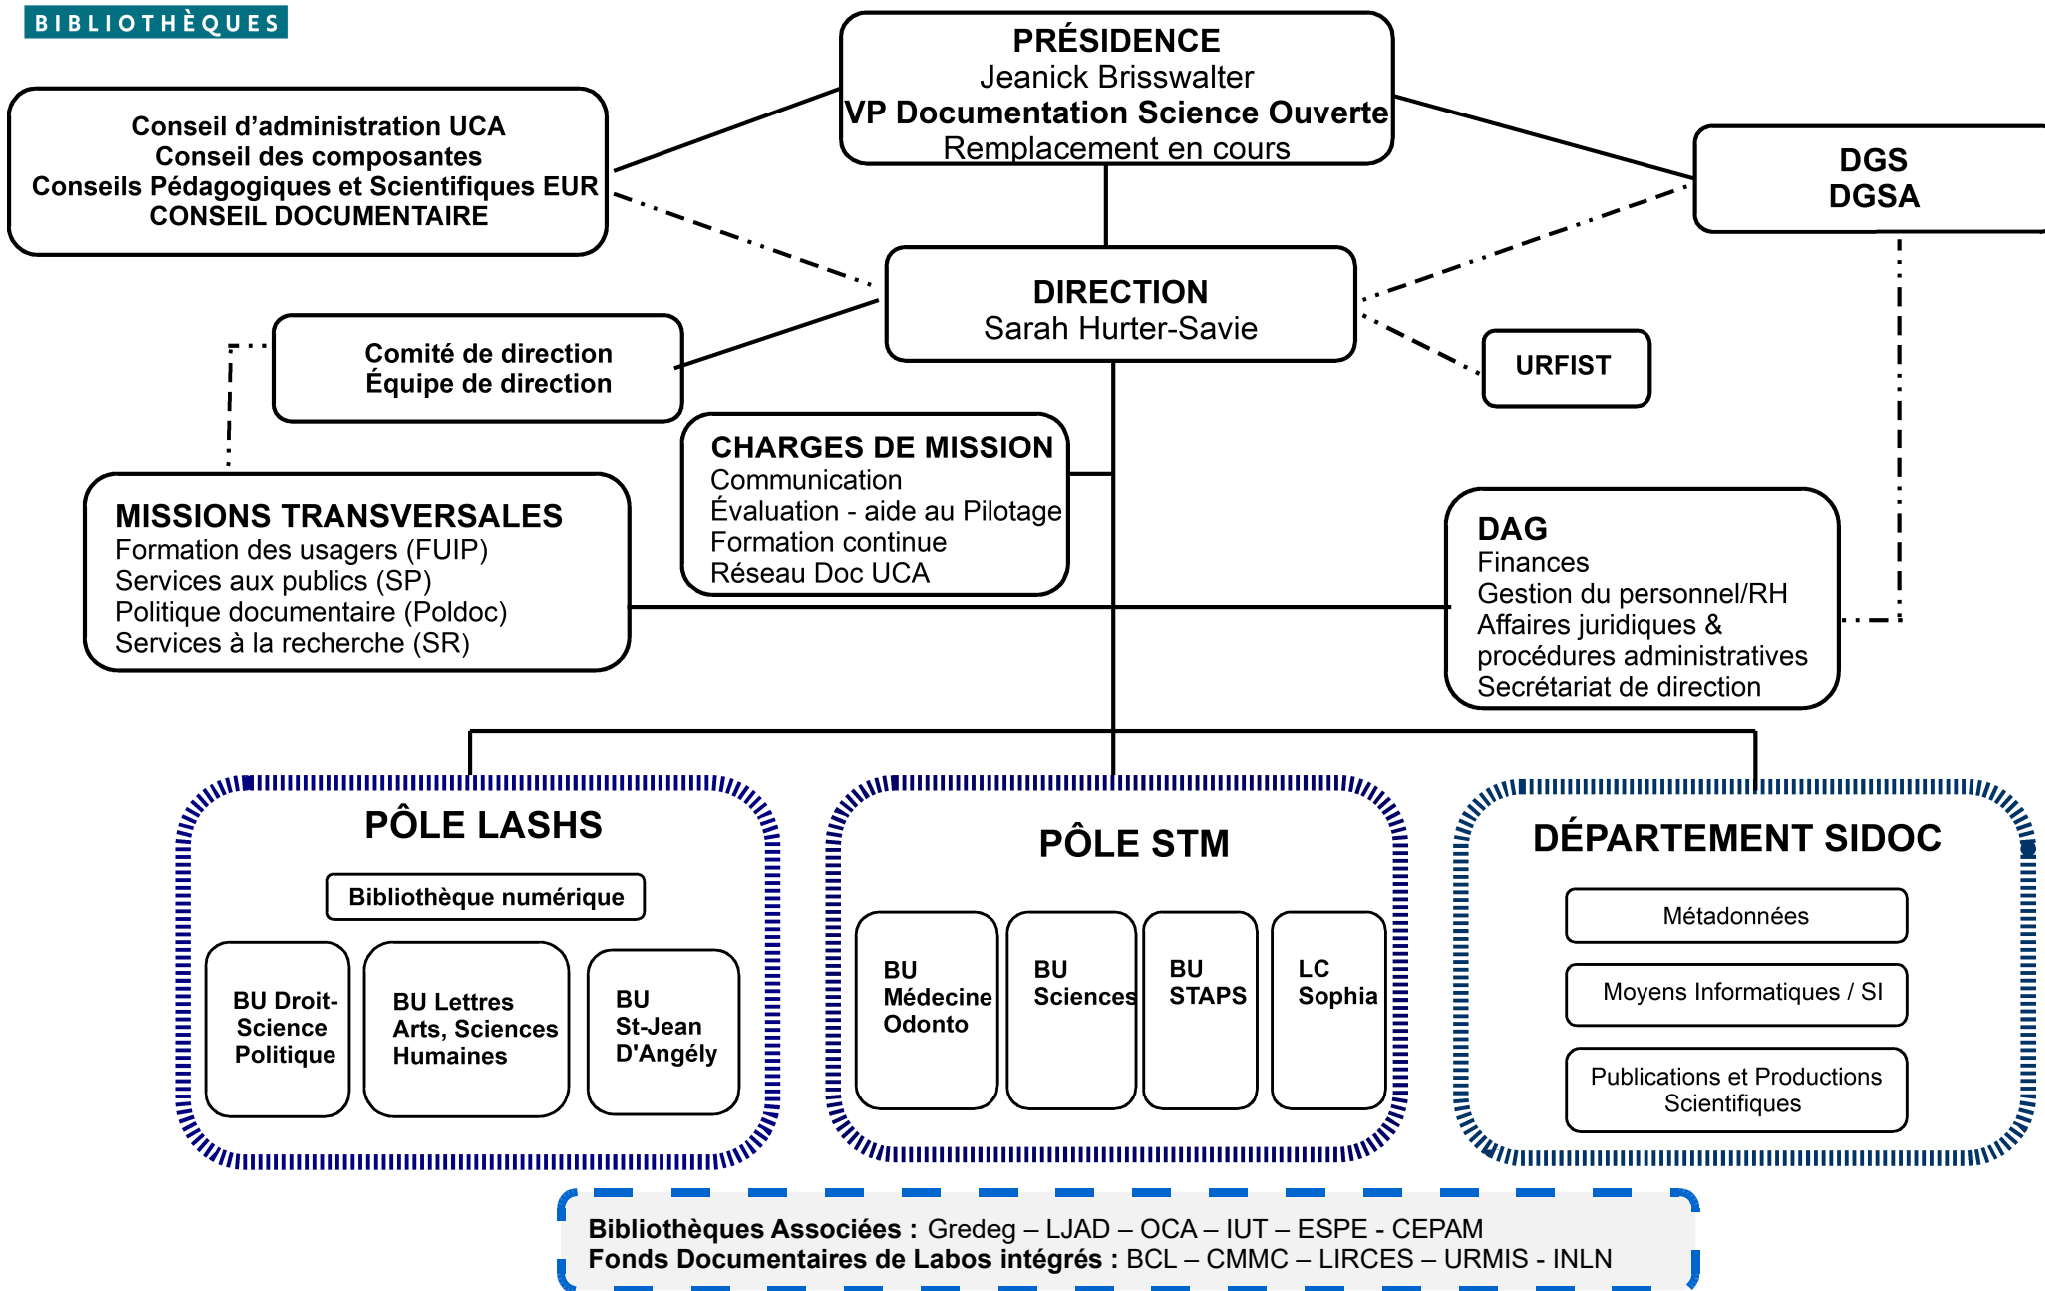 BIBLIOTHÈQUES
PRÉSIDENCE
Jeanick Brisswalter
VP Documentation Science Ouverte
Remplacement en cours
Conseil d’administration UCA
Conseil des composantes
Conseils Pédagogiques et Scientifiques EUR
CONSEIL DOCUMENTAIRE
DGS
DGSA
DIRECTION
Sarah Hurter-Savie
Comité de direction
Équipe de direction
URFIST
CHARGES DE MISSION
Communication
Évaluation - aide au Pilotage
Formation continue
Réseau Doc UCA
MISSIONS TRANSVERSALES
Formation des usagers (FUIP)
Services aux publics (SP)
Politique documentaire (Poldoc)
Services à la recherche (SR)
DAG
Finances
Gestion du personnel/RH
Affaires juridiques &
procédures administratives
Secrétariat de direction
PÔLE LASHS
Bibliothèque numérique
BU Droit-
Science
Politique
BU Lettres
Arts, Sciences
Humaines
BU
St-Jean
D'Angély
PÔLE STM
BU
Médecine
Odonto
BU
Sciences
BU
STAPS
LC
Sophia
DÉPARTEMENT SIDOC
Métadonnées
Moyens Informatiques / SI
Publications et Productions
Scientifiques
Bibliothèques Associées : Gredeg – LJAD – OCA – IUT – ESPE - CEPAM
Fonds Documentaires de Labos intégrés : BCL – CMMC – LIRCES – URMIS - INLN